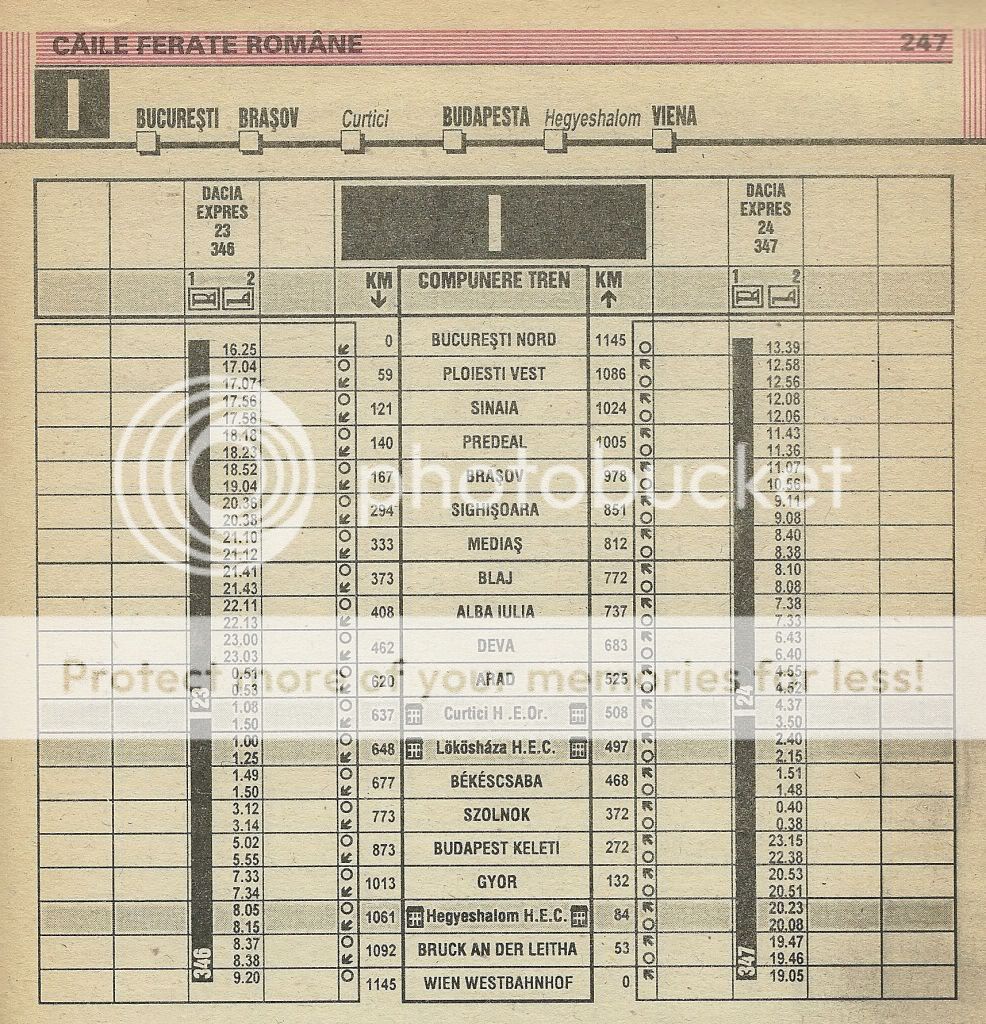 CĂILE FERATE ROMÂNE 247
I
BUCUREŞTI BRAŞOV Curtici BUDAPESTA Hegyeshalom VIENA
DACIA EXPRES 23 346
I
DACIA EXPRES 24 347
1 2 KM COMPUNERE TREN KM 1 2
16.25 0 BUCUREŞTI NORD 1145 13.39
17.04 12.58
59 PLOIESTI VEST 1086
17.07 12.56
17.56 12.08
121 SINAIA 1024
17.58 12.06
18.18 11.43
140 PREDEAL 1005
18.23 11.36
18.52 11.07
167 BRAŞOV 978
19.04 10.56
20.36 9.11
294 SIGHIŞOARA 851
20.38 9.08
21.10 8.40
333 MEDIAŞ 812
21.12 8.38
21.41 8.10
373 BLAJ 772
21.43 8.08
22.11 7.38
408 ALBA IULIA 737
22.13 7.33
23.00 6.43
462 DEVA 683
23.03 6.40
0.51 4.55
620 ARAD 525
0.53 4.52
23 24
1.08 4.37
637 Curtici H .E.Or. 508
1.50 3.50
1.00 2.40
648 Lökösháza H.E.C. 497
1.25 2.15
1.49 1.51
677 BÉKÉSCSABA 468
1.50 1.48
3.12 0.40
773 SZOLNOK 372
3.14 0.38
5.02 23.15
873 BUDAPEST KELETI 272
5.55 22.38
7.33 20.53
1013 GYOR 132
7.34 20.51
8.05 20.23
1061 Hegyeshalom H.E.C. 84
8.15 20.08
8.37 19.47
1092 BRUCK AN DER LEITHA 53
8.38 19.46
346 347
9.20 1145 WIEN WESTBAHNHOF 0 19.05
photobucket
Protect more of your memories for less!